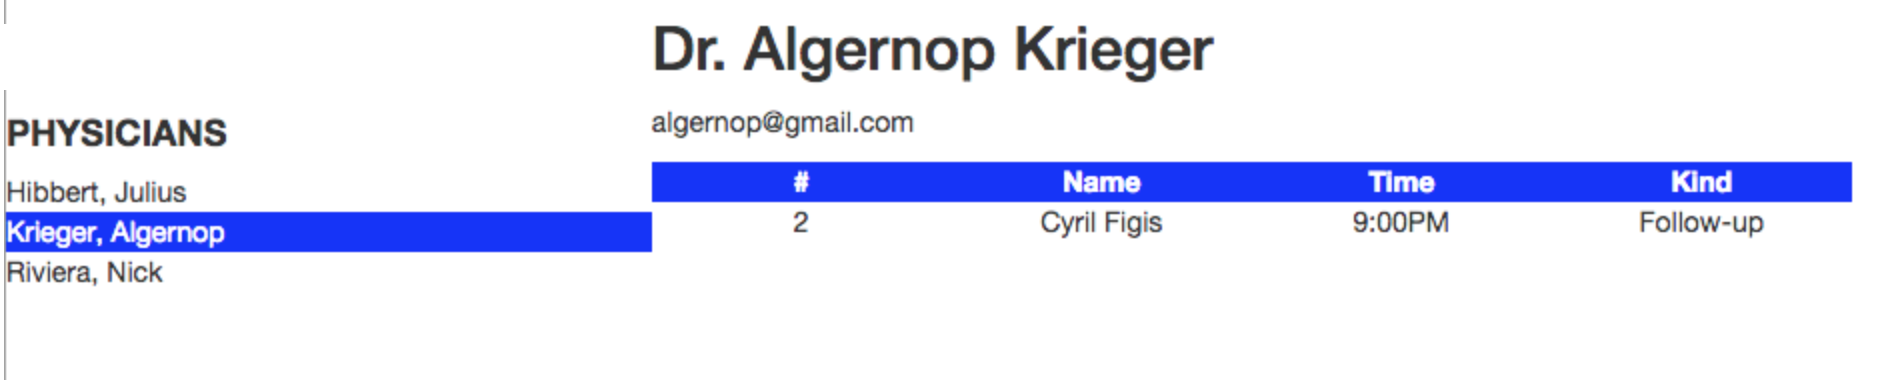 Dr. Algernop Krieger
algernop@gmail.com
PHYSICIANS
Hibbert, Julius
Krieger, Algernop
Riviera, Nick
# Name Time Kind
2 Cyril Figis 9:00PM Follow-up